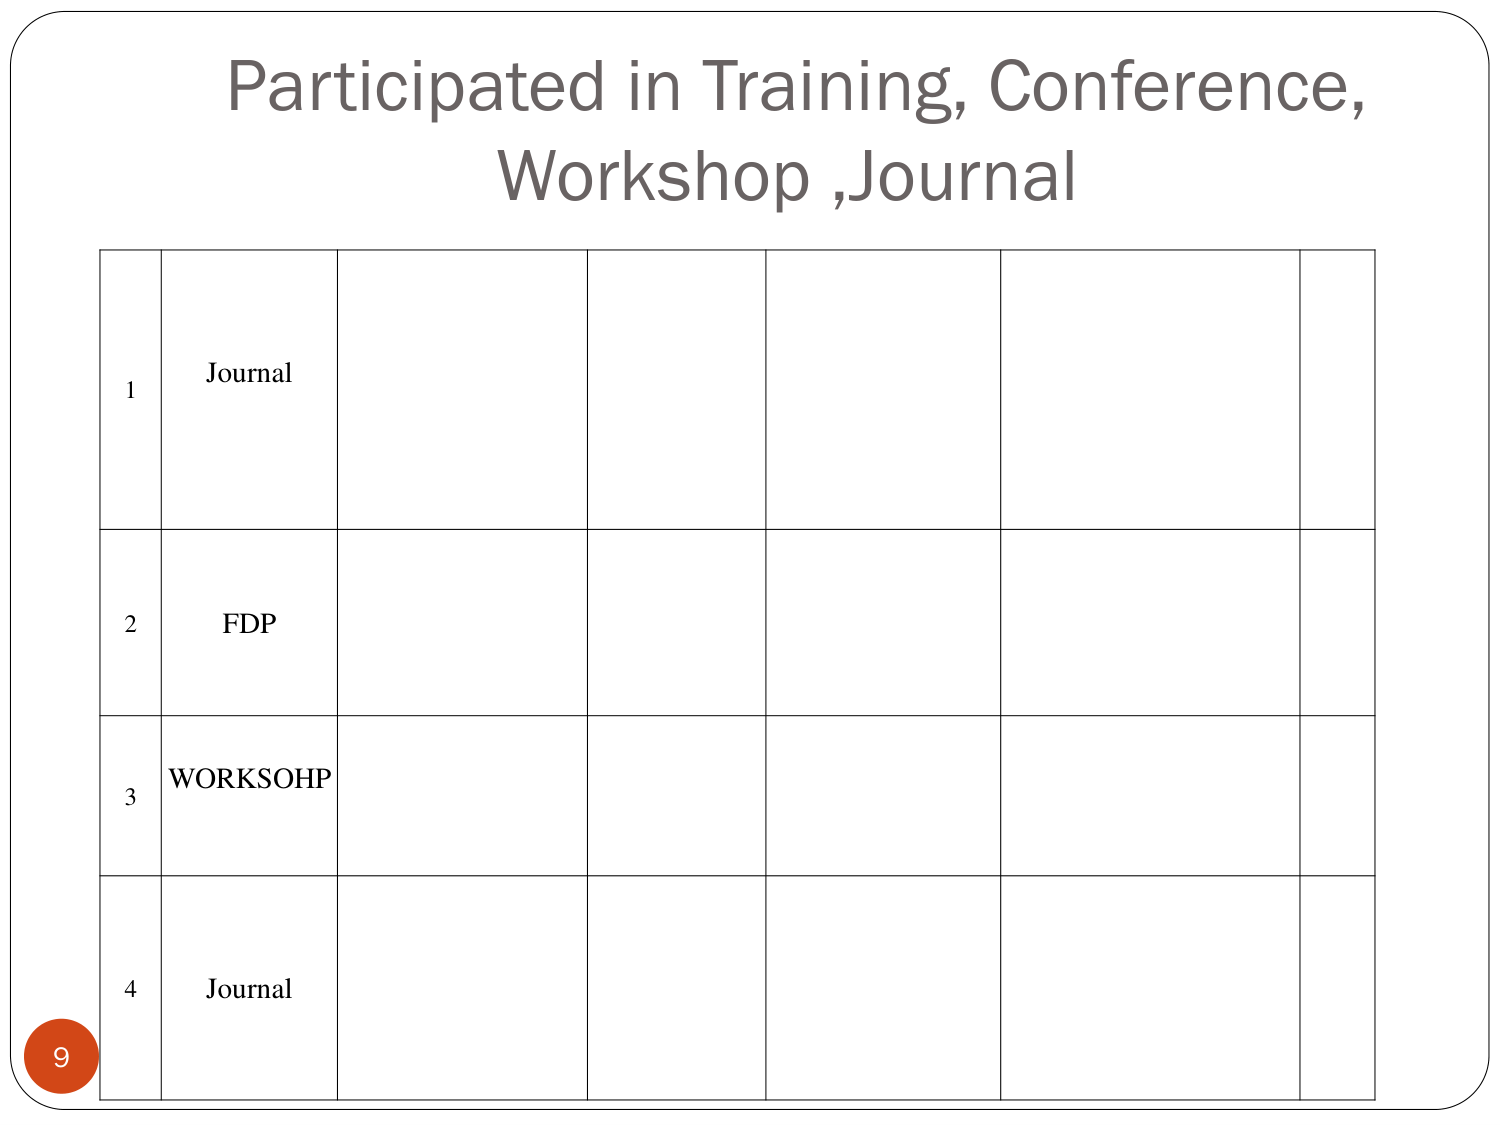 Participated in Training, Conference,
Workshop ,Journal
1 Journal
2 FDP
3 WORKSOHP
4 Journal
9